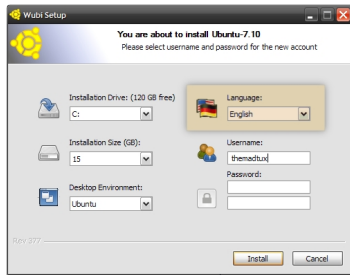 Wubi Setup
You are about to install Ubuntu-7.10
Please select username and password for the new account
Installation Drive: (120 GB free)
C:
Language:
English
Installation Size (GB):
15
Username:
themadtux
Desktop Environment:
Ubuntu
Password:
Rev 377
Install
Cancel